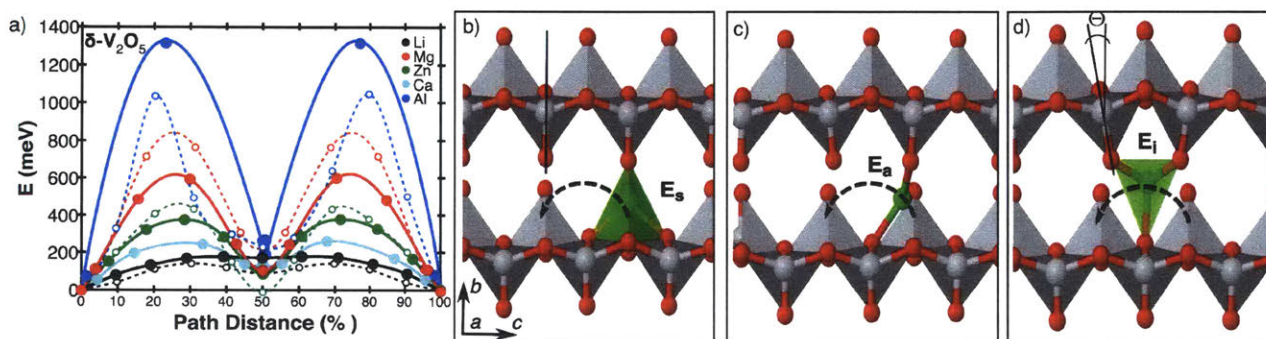 a)
δ-V₂O₅
Li
Mg
Zn
Ca
Al
E (meV)
1400
1200
1000
800
600
400
200
0
0 10 20 30 40 50 60 70 80 90 100
Path Distance (%)
b)
Eₛ
b
a
c
c)
Eₐ
d)
Θ
Eᵢ